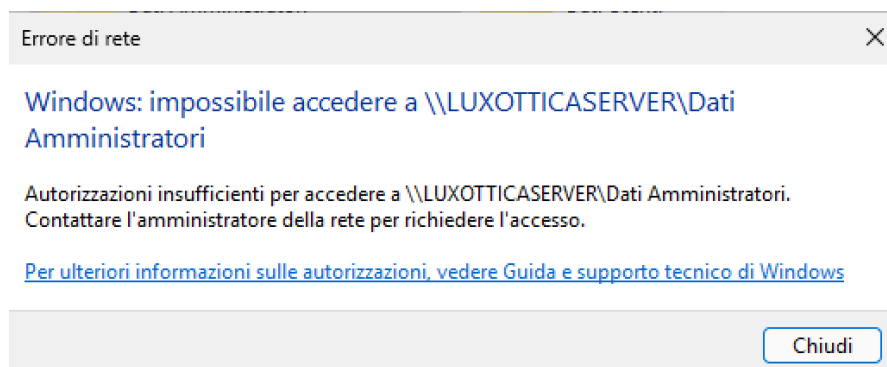 Errore di rete
Windows: impossibile accedere a \\LUXOTTICASERVER\Dati
Amministratori
Autorizzazioni insufficienti per accedere a \\LUXOTTICASERVER\Dati Amministratori.
Contattare l'amministratore della rete per richiedere l'accesso.
Per ulteriori informazioni sulle autorizzazioni, vedere Guida e supporto tecnico di Windows
Chiudi